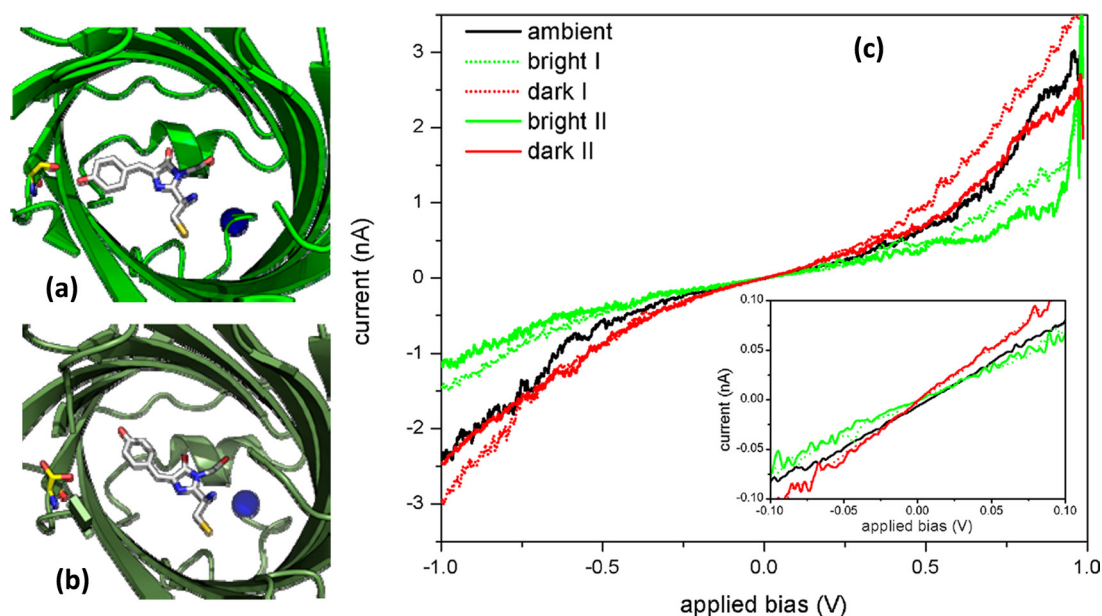 (a)
(b)
(c)
ambient
bright I
dark I
bright II
dark II
current (nA)
3
2
1
0
-1
-2
-3
-1.0
-0.5
0.0
0.5
1.0
applied bias (V)
current (nA)
0.10
0.05
0.00
-0.05
-0.10
-0.10
-0.05
0.00
0.05
0.10
applied bias (V)